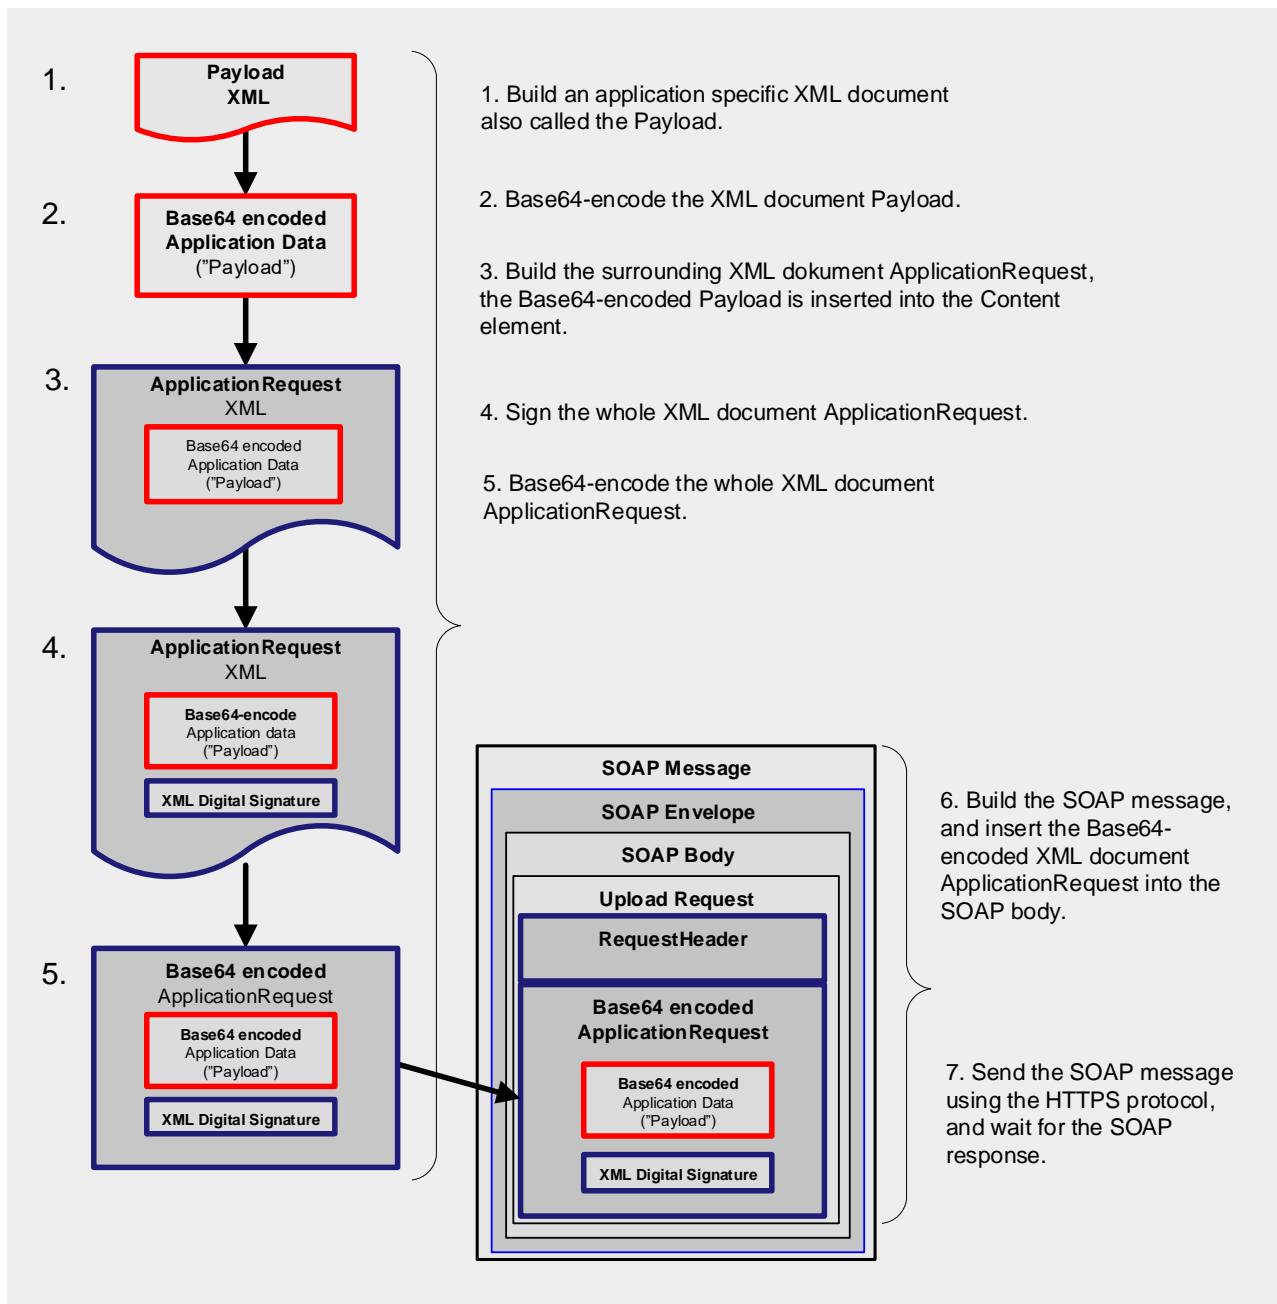 1.
Payload
XML
1. Build an application specific XML document
also called the Payload.
2.
Base64 encoded
Application Data
("Payload")
2. Base64-encode the XML document Payload.
3. Build the surrounding XML dokument ApplicationRequest,
the Base64-encoded Payload is inserted into the Content
element.
3.
ApplicationRequest
XML
Base64 encoded
Application Data
("Payload")
4. Sign the whole XML document ApplicationRequest.
5. Base64-encode the whole XML document
ApplicationRequest.
4.
ApplicationRequest
XML
Base64-encode
Application data
("Payload")
XML Digital Signature
5.
Base64 encoded
ApplicationRequest
Base64 encoded
Application Data
("Payload")
XML Digital Signature
SOAP Message
SOAP Envelope
SOAP Body
Upload Request
RequestHeader
Base64 encoded
ApplicationRequest
Base64 encoded
Application Data
("Payload")
XML Digital Signature
6. Build the SOAP message,
and insert the Base64-
encoded XML document
ApplicationRequest into the
SOAP body.
7. Send the SOAP message
using the HTTPS protocol,
and wait for the SOAP
response.